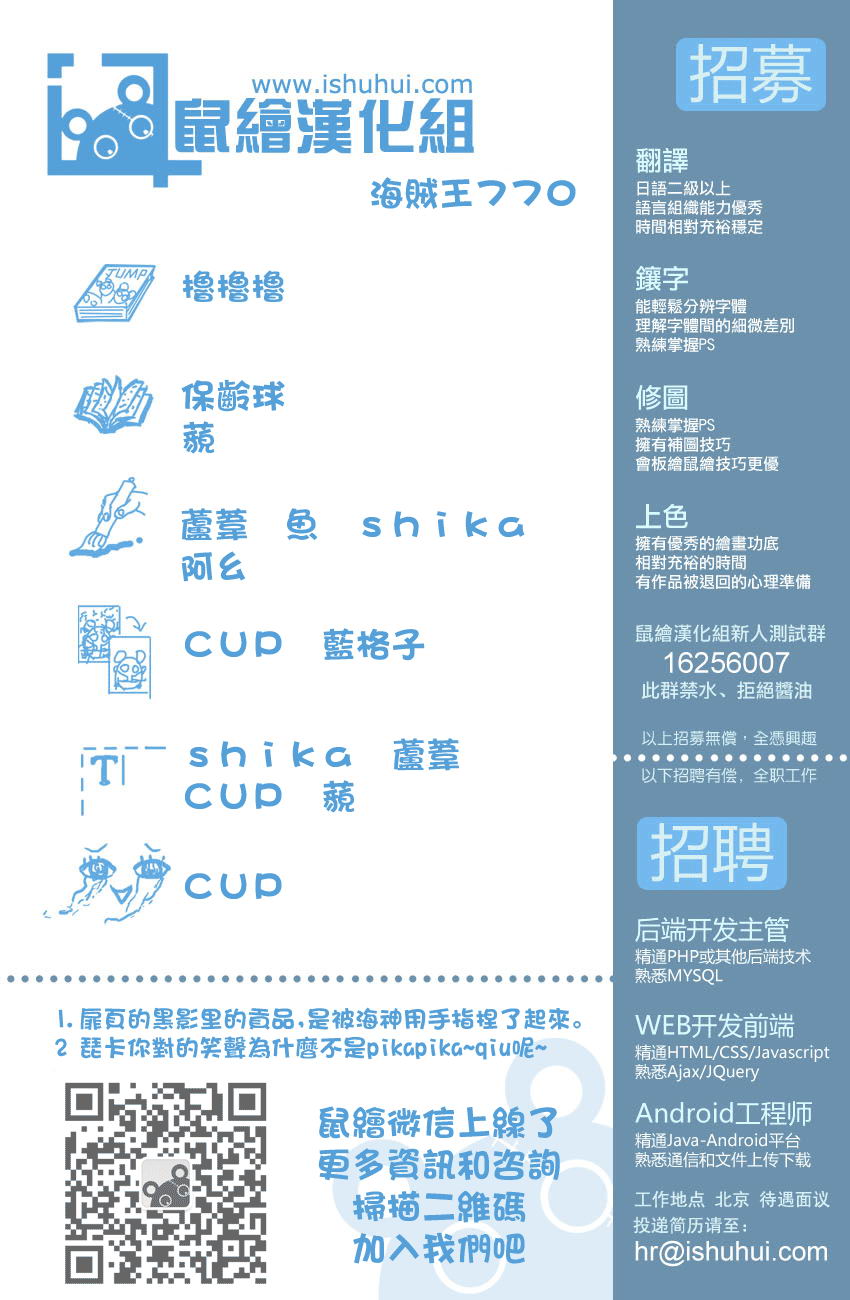 www.ishuhui.com
鼠繪漢化組
海賊王770
JUMP
擼擼擼
保齡球
蘋
蘆葦 魚 shika
阿幺
CUP 藍格子
T
shika 蘆葦
CUP 蘋
CUP
1. 扉頁的黑影里的貢品,是被海神用手指捏了起來。
2 琵卡你對的笑聲為什麼不是pikapika~qiu呢~
鼠繪微信上線了
更多資訊和咨詢
掃描二維碼
加入我們吧
招募
翻譯
日語二級以上
語言組織能力優秀
時間相對充裕穩定
鑲字
能輕鬆分辨字體
理解字體間的細微差別
熟練掌握PS
修圖
熟練掌握PS
擁有補圖技巧
會板繪鼠繪技巧更優
上色
擁有優秀的繪畫功底
相對充裕的時間
有作品被退回的心理準備
鼠繪漢化組新人測試群
16256007
此群禁水、拒絕醬油
以上招募無償，全憑興趣
以下招聘有偿，全职工作
招聘
后端开发主管
精通PHP或其他后端技术
熟悉MYSQL
WEB开发前端
精通HTML/CSS/Javascript
熟悉Ajax/JQuery
Android工程师
精通Java-Android平台
熟悉通信和文件上传下载
工作地点 北京 待遇面议
投递简历请至：
hr@ishuhui.com